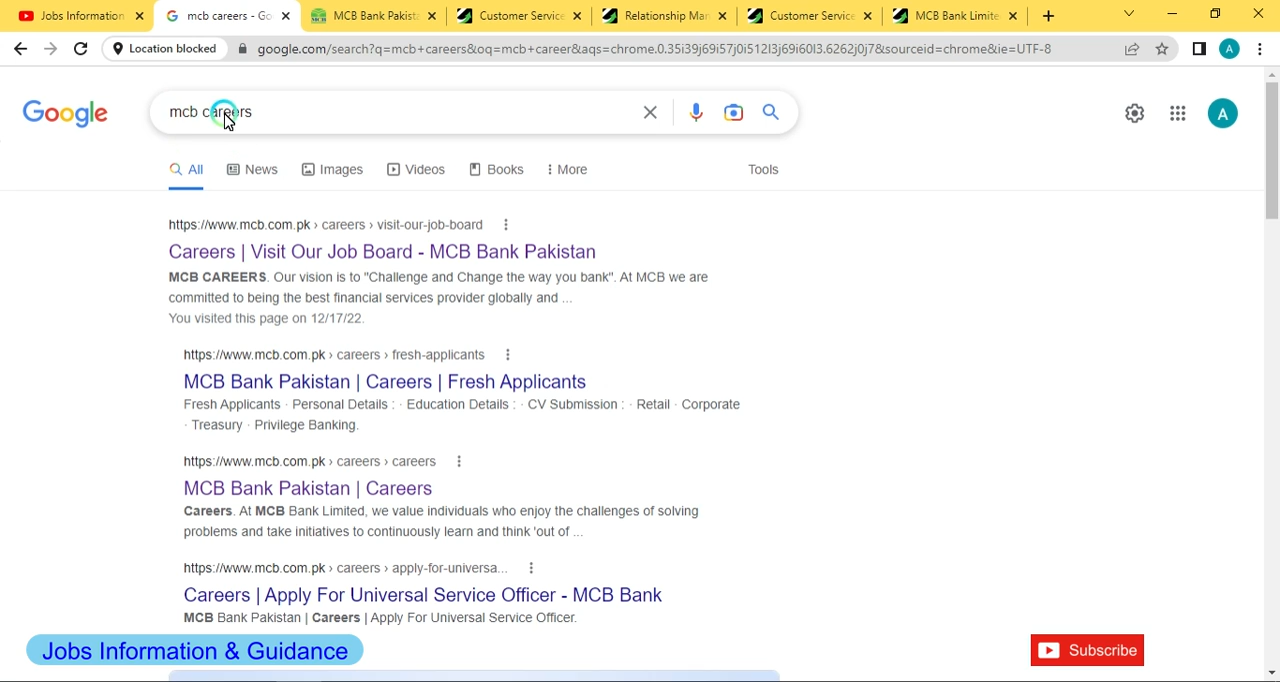 Jobs Information
mcb careers - Go
MCB Bank Pakist
Customer Service
Relationship Ma
Customer Service
MCB Bank Limite
Location blocked
google.com/search?q=mcb+careers&oq=mcb+career&aqs=chrome.0.35i39j69i57j0i512l3j69i60l3.6262j0j7&sourceid=chrome&ie=UTF-8
A
Google
mcb careers
A
All
News
Images
Videos
Books
More
Tools
https://www.mcb.com.pk › careers › visit-our-job-board
Careers | Visit Our Job Board - MCB Bank Pakistan
MCB CAREERS. Our vision is to "Challenge and Change the way you bank". At MCB we are
committed to being the best financial services provider globally and ...
You visited this page on 12/17/22.
https://www.mcb.com.pk › careers › fresh-applicants
MCB Bank Pakistan | Careers | Fresh Applicants
Fresh Applicants · Personal Details : · Education Details : · CV Submission : · Retail · Corporate
· Treasury · Privilege Banking.
https://www.mcb.com.pk › careers › careers
MCB Bank Pakistan | Careers
Careers. At MCB Bank Limited, we value individuals who enjoy the challenges of solving
problems and take initiatives to continuously learn and think 'out of ...
https://www.mcb.com.pk › careers › apply-for-universa...
Careers | Apply For Universal Service Officer - MCB Bank
MCB Bank Pakistan | Careers | Apply For Universal Service Officer.
Jobs Information & Guidance
Subscribe